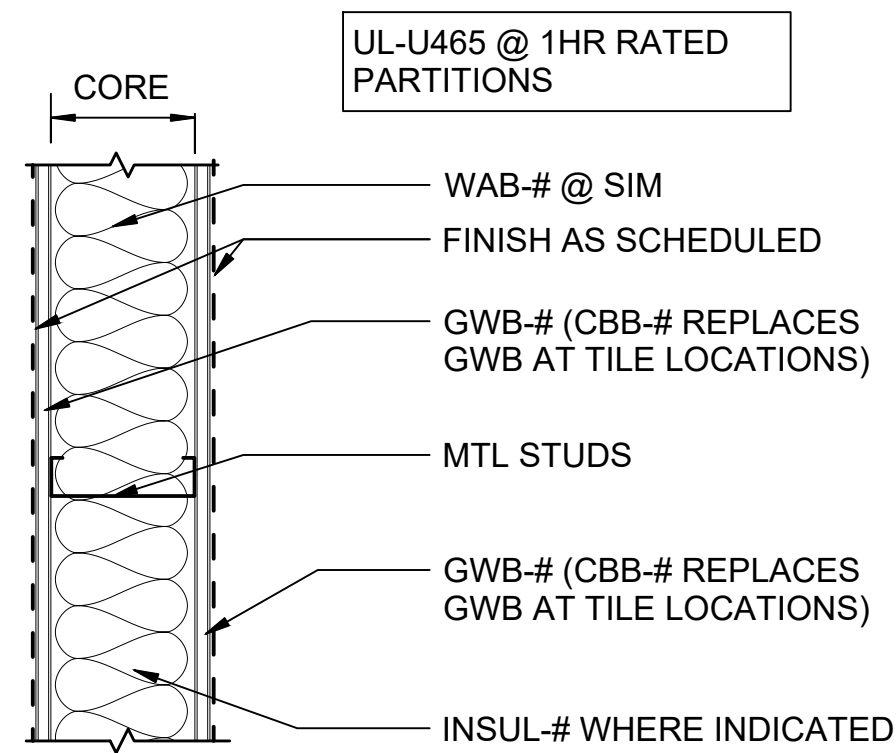 UL-U465 @ 1HR RATED
PARTITIONS
CORE
WAB-# @ SIM
FINISH AS SCHEDULED
GWB-# (CBB-# REPLACES
GWB AT TILE LOCATIONS)
MTL STUDS
GWB-# (CBB-# REPLACES
GWB AT TILE LOCATIONS)
INSUL-# WHERE INDICATED